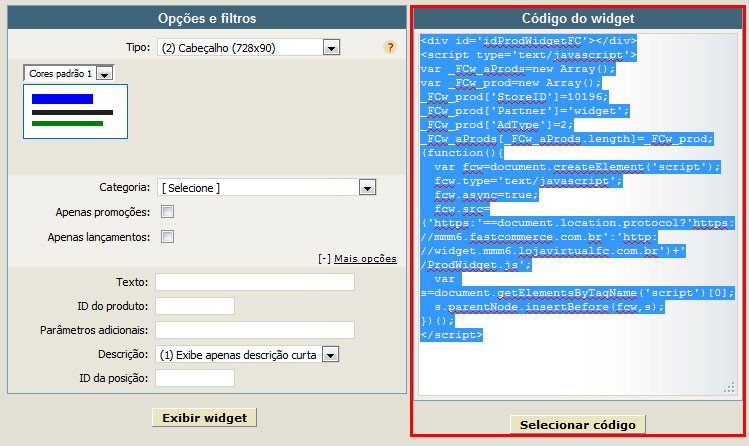 Opções e filtros
Tipo: (2) Cabeçalho (728x90) ?
Cores padrão 1
Categoria: [ Selecione ]
Apenas promoções:
Apenas lançamentos:
[-] Mais opções
Texto:
ID do produto:
Parâmetros adicionais:
Descrição: (1) Exibe apenas descrição curta
ID da posição:
Exibir widget
Código do widget
<div id='idProdWidgetFC'></div>
<script type='text/javascript'>
var _FCw_aProds=new Array();
var _FCw_prod=new Array();
_FCw_prod['StoreID']=10196;
_FCw_prod['Partner']='widget';
_FCw_prod['AdType']=2;
_FCw_aProds[_FCw_aProds.length]=_FCw_prod;
(function(){
  var fcw=document.createElement('script');
  fcw.type='text/javascript';
  fcw.async=true;
  fcw.src=
('https:'==document.location.protocol?'https:
//mmm6.fastcommerce.com.br':'http:
//widget.mmm6.lojavirtualfc.com.br')+'
/ProdWidget.js';
  var
s=document.getElementsByTagName('script')[0];
  s.parentNode.insertBefore(fcw,s);
})();
</script>
Selecionar código